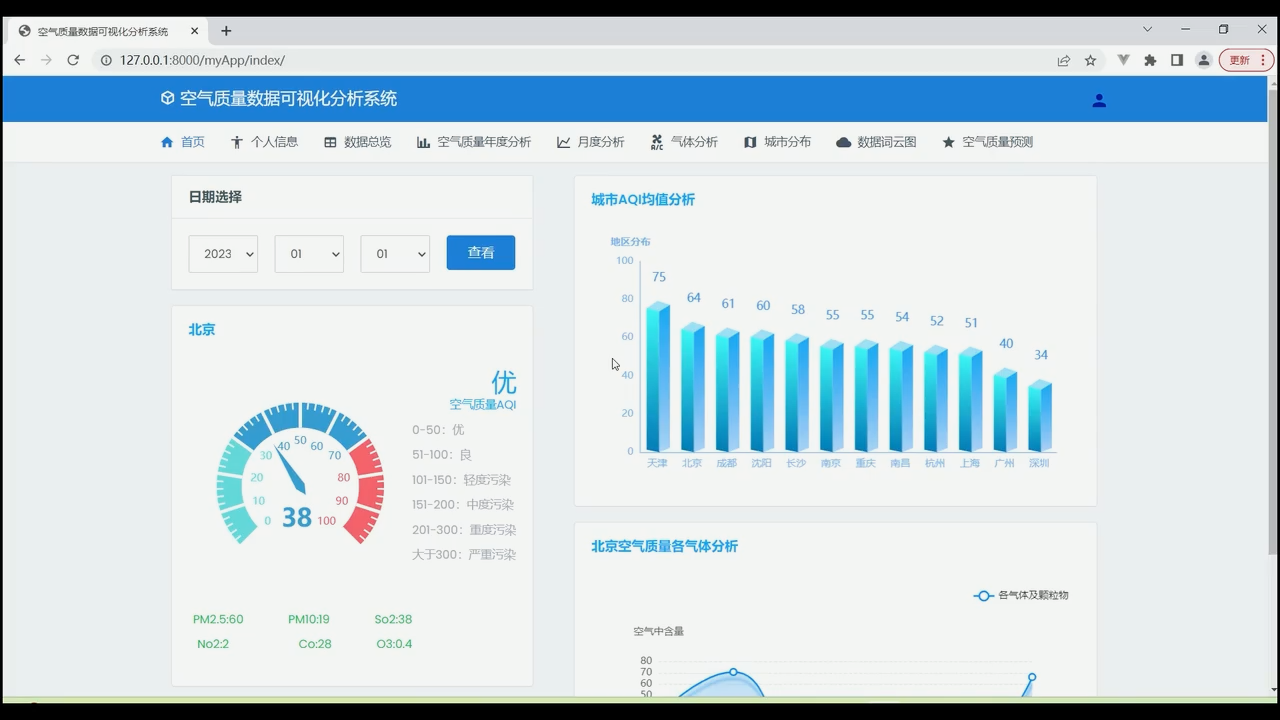 空气质量数据可视化分析系统
127.0.0.1:8000/myApp/index/
更新
空气质量数据可视化分析系统
首页 个人信息 数据总览 空气质量年度分析 月度分析 A/C 气体分析 城市分布 数据词云图 空气质量预测
日期选择
2023 01 01 查看
北京
优
空气质量AQI
0-50：优
51-100：良
101-150：轻度污染
151-200：中度污染
201-300：重度污染
大于300：严重污染
0 10 20 30 40 50 60 70 80 90 100
38
PM2.5:60 PM10:19 So2:38
No2:2 Co:28 O3:0.4
城市AQI均值分析
地区分布
100
80
60
40
20
0
75 64 61 60 58 55 55 54 52 51 40 34
天津 北京 成都 沈阳 长沙 南京 重庆 南昌 杭州 上海 广州 深圳
北京空气质量各气体分析
各气体及颗粒物
空气中含量
80
70
60
50